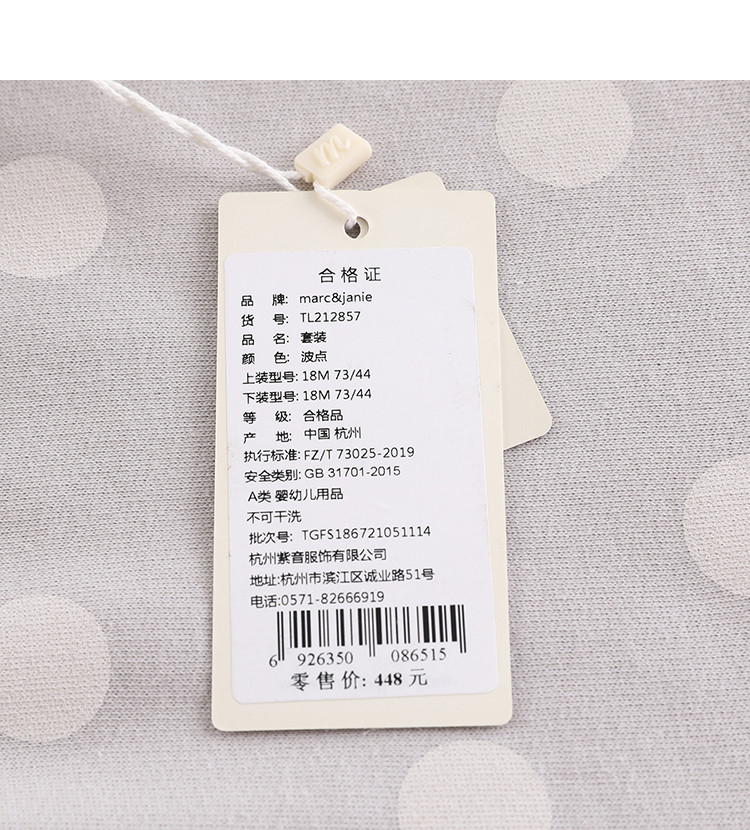 m
合格证
品 牌: marc&janie
货 号: TL212857
品 名: 套装
颜 色: 波点
上装型号: 18M 73/44
下装型号: 18M 73/44
等 级: 合格品
产 地: 中国 杭州
执行标准: FZ/T 73025-2019
安全类别: GB 31701-2015
A类 婴幼儿用品
不可干洗
批次号: TGFS186721051114
杭州紫音服饰有限公司
地址:杭州市滨江区诚业路51号
电话:0571-82666919
6 926350 086515
零售价: 448 元